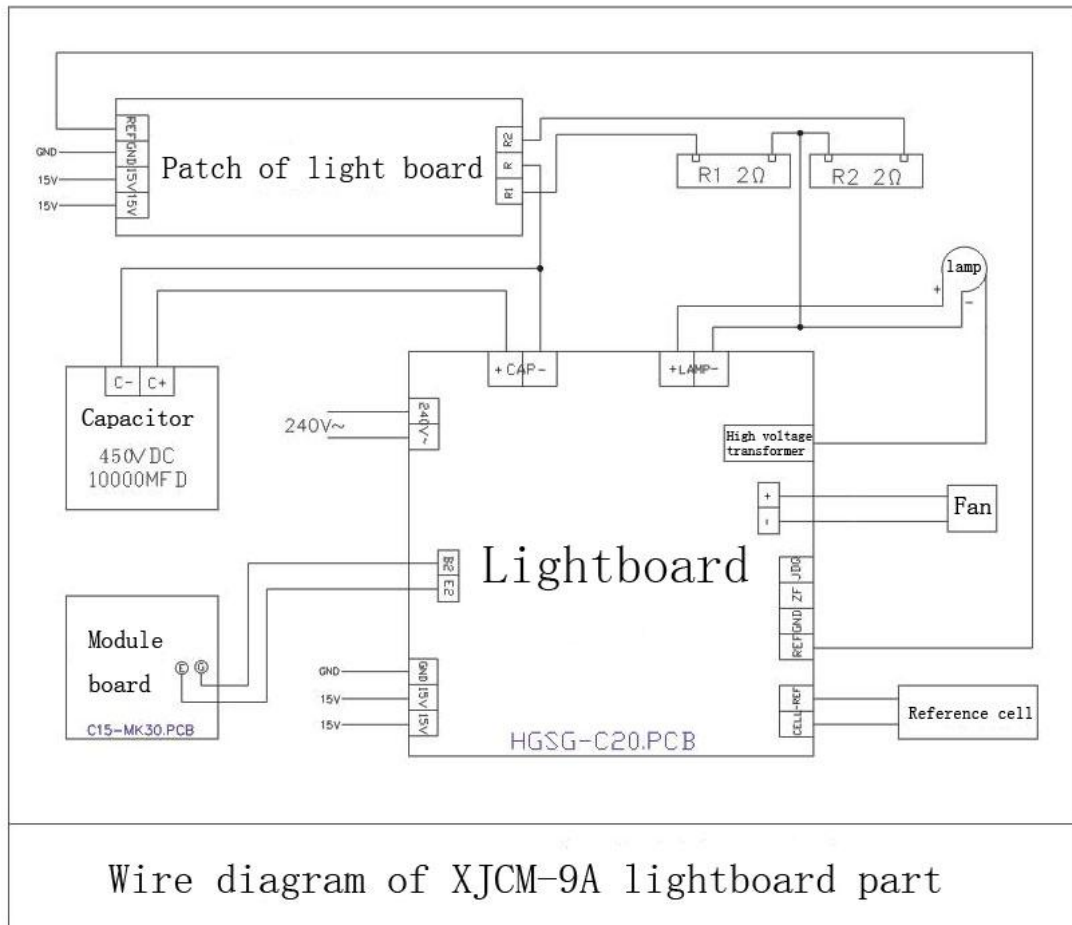 REF
GND
15V
15V
GND
15V
15V
Patch of light board
R2
R
R1
R1 2Ω
R2 2Ω
lamp
+
-
C- C+
Capacitor
450VDC
10000MFD
+ CAP -
+LAMP-
240V~
240V~
High voltage
transformer
+
-
Fan
Lightboard
B2
E2
JDQ
ZF
GND
REF
Module
board
E G
C15-MK30.PCB
GND
15V
15V
GND
15V
15V
CELL-REF
Reference cell
HGSG-C20.PCB
Wire diagram of XJCM-9A lightboard part